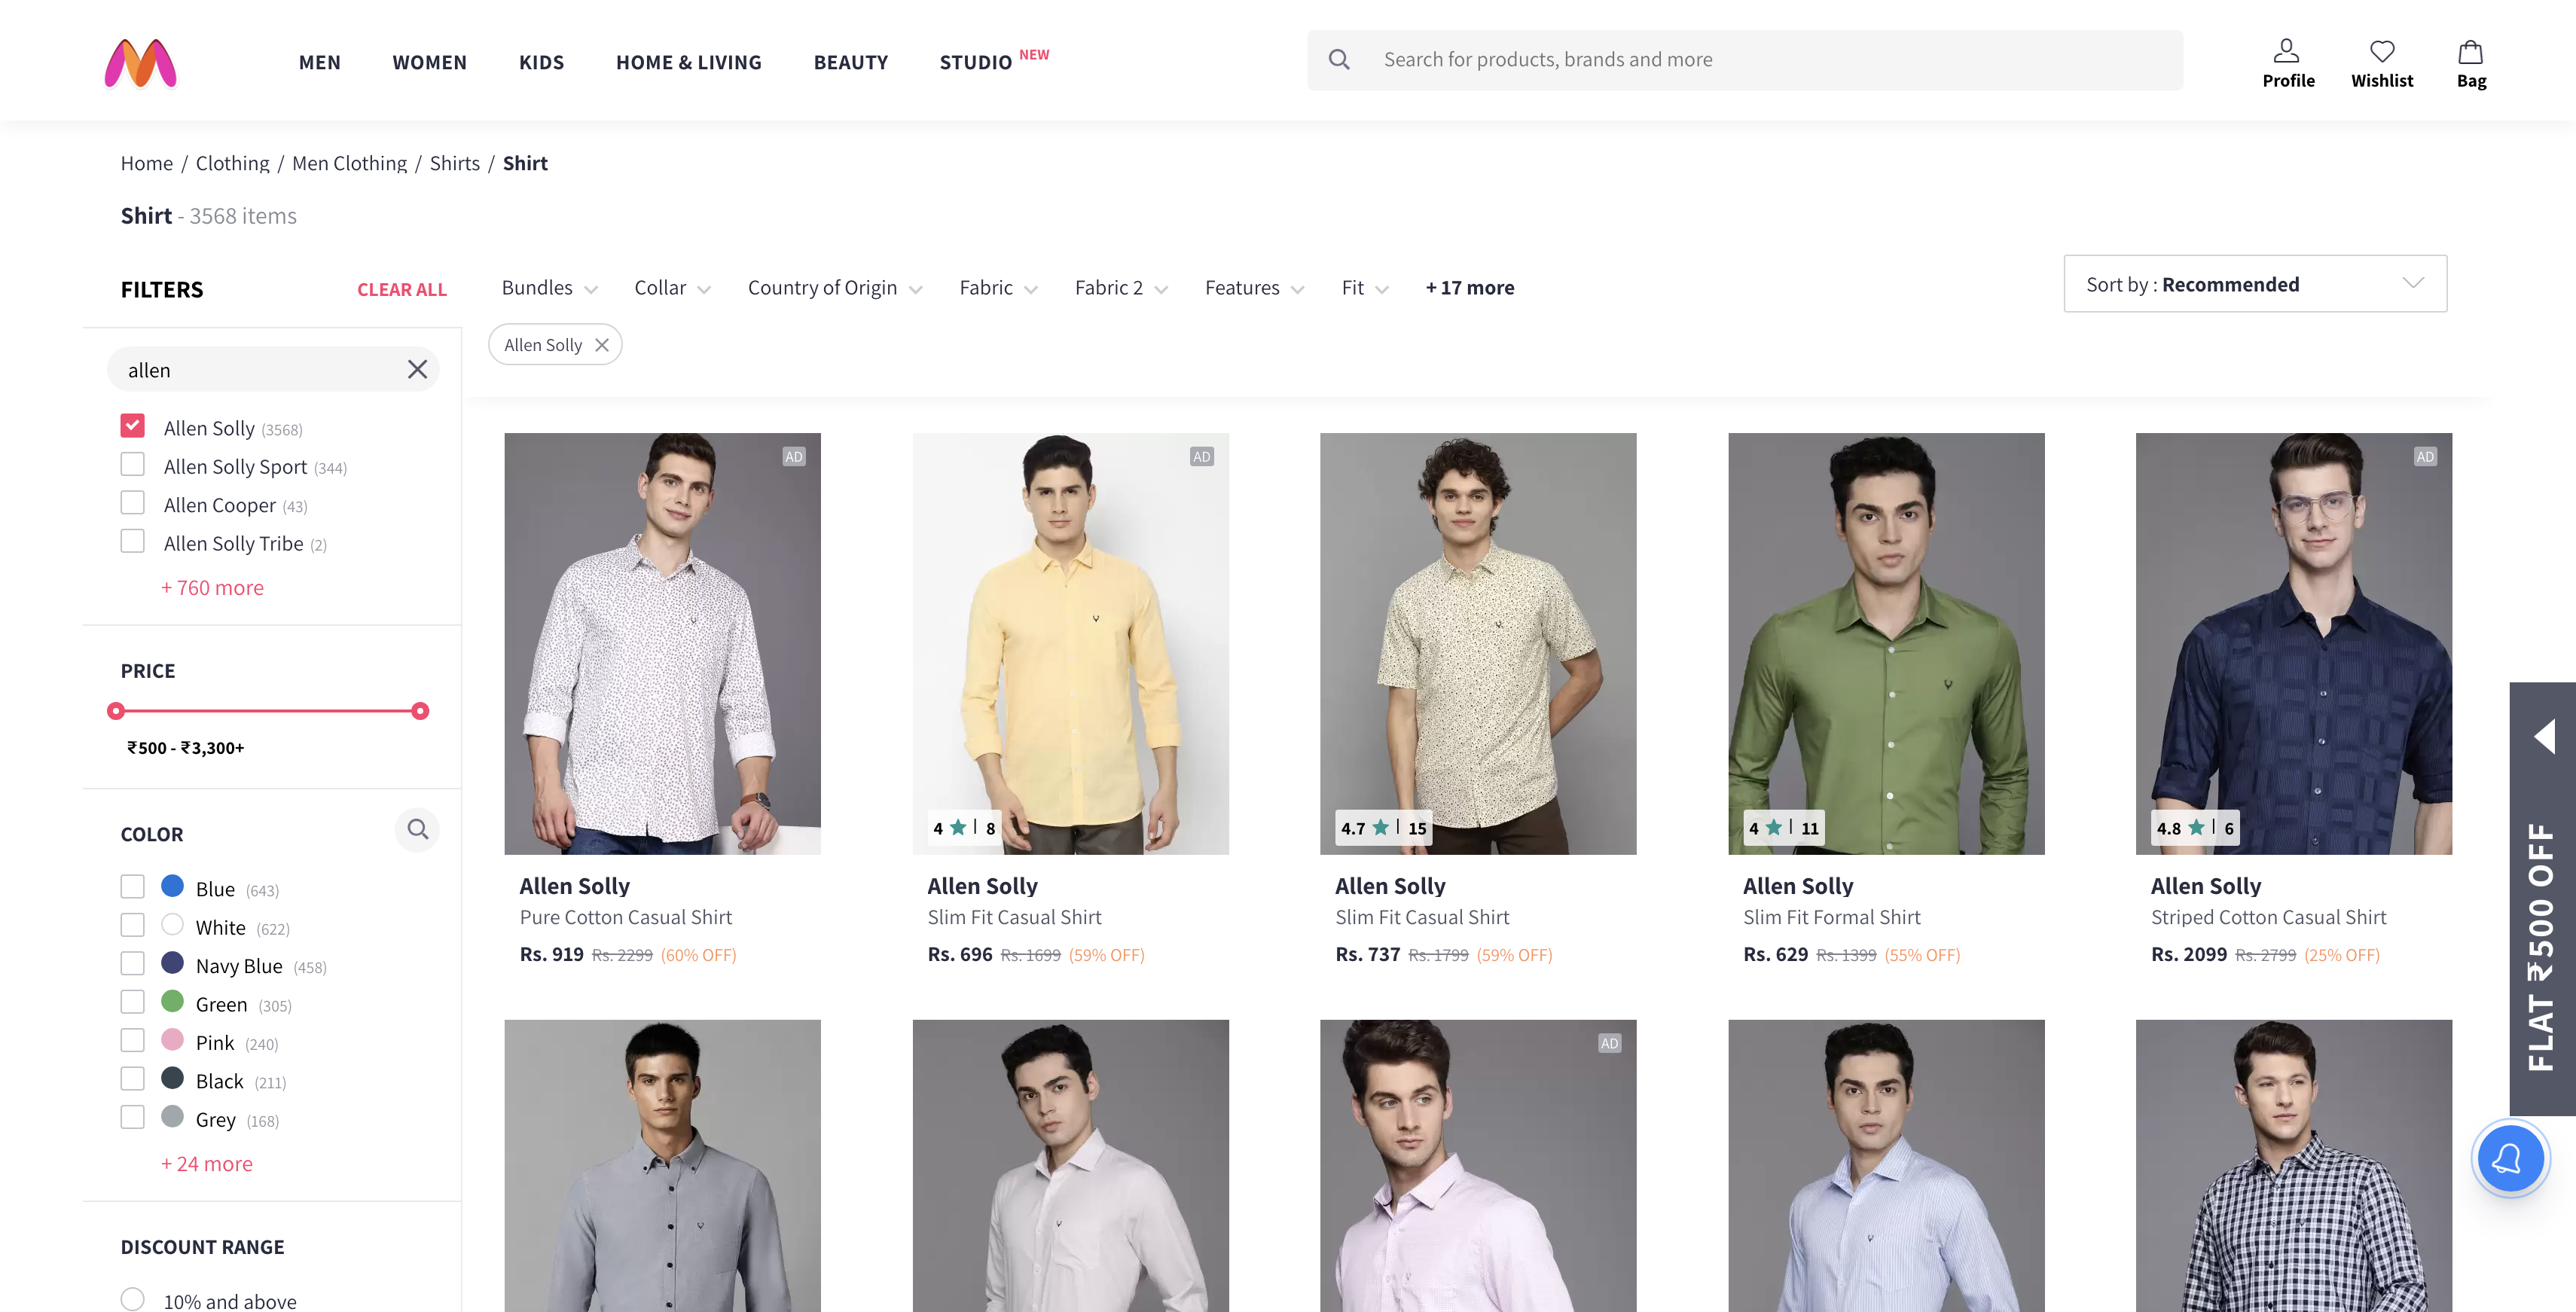 MEN WOMEN KIDS HOME & LIVING BEAUTY STUDIO NEW
Search for products, brands and more
Profile Wishlist Bag
Home / Clothing / Men Clothing / Shirts / Shirt
Shirt - 3568 items
FILTERS CLEAR ALL
Bundles Collar Country of Origin Fabric Fabric 2 Features Fit + 17 more
Sort by : Recommended
Allen Solly
allen
Allen Solly (3568)
Allen Solly Sport (344)
Allen Cooper (43)
Allen Solly Tribe (2)
+ 760 more
PRICE
₹500 - ₹3,300+
COLOR
Blue (643)
White (622)
Navy Blue (458)
Green (305)
Pink (240)
Black (211)
Grey (168)
+ 24 more
DISCOUNT RANGE
10% and above
AD
Allen Solly
Pure Cotton Casual Shirt
Rs. 919 Rs. 2299 (60% OFF)
AD
4 | 8
Allen Solly
Slim Fit Casual Shirt
Rs. 696 Rs. 1699 (59% OFF)
4.7 | 15
Allen Solly
Slim Fit Casual Shirt
Rs. 737 Rs. 1799 (59% OFF)
4 | 11
Allen Solly
Slim Fit Formal Shirt
Rs. 629 Rs. 1399 (55% OFF)
AD
4.8 | 6
Allen Solly
Striped Cotton Casual Shirt
Rs. 2099 Rs. 2799 (25% OFF)
AD
FLAT ₹500 OFF